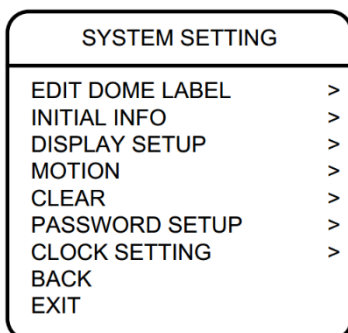 SYSTEM SETTING
EDIT DOME LABEL >
INITIAL INFO >
DISPLAY SETUP >
MOTION >
CLEAR >
PASSWORD SETUP >
CLOCK SETTING >
BACK
EXIT